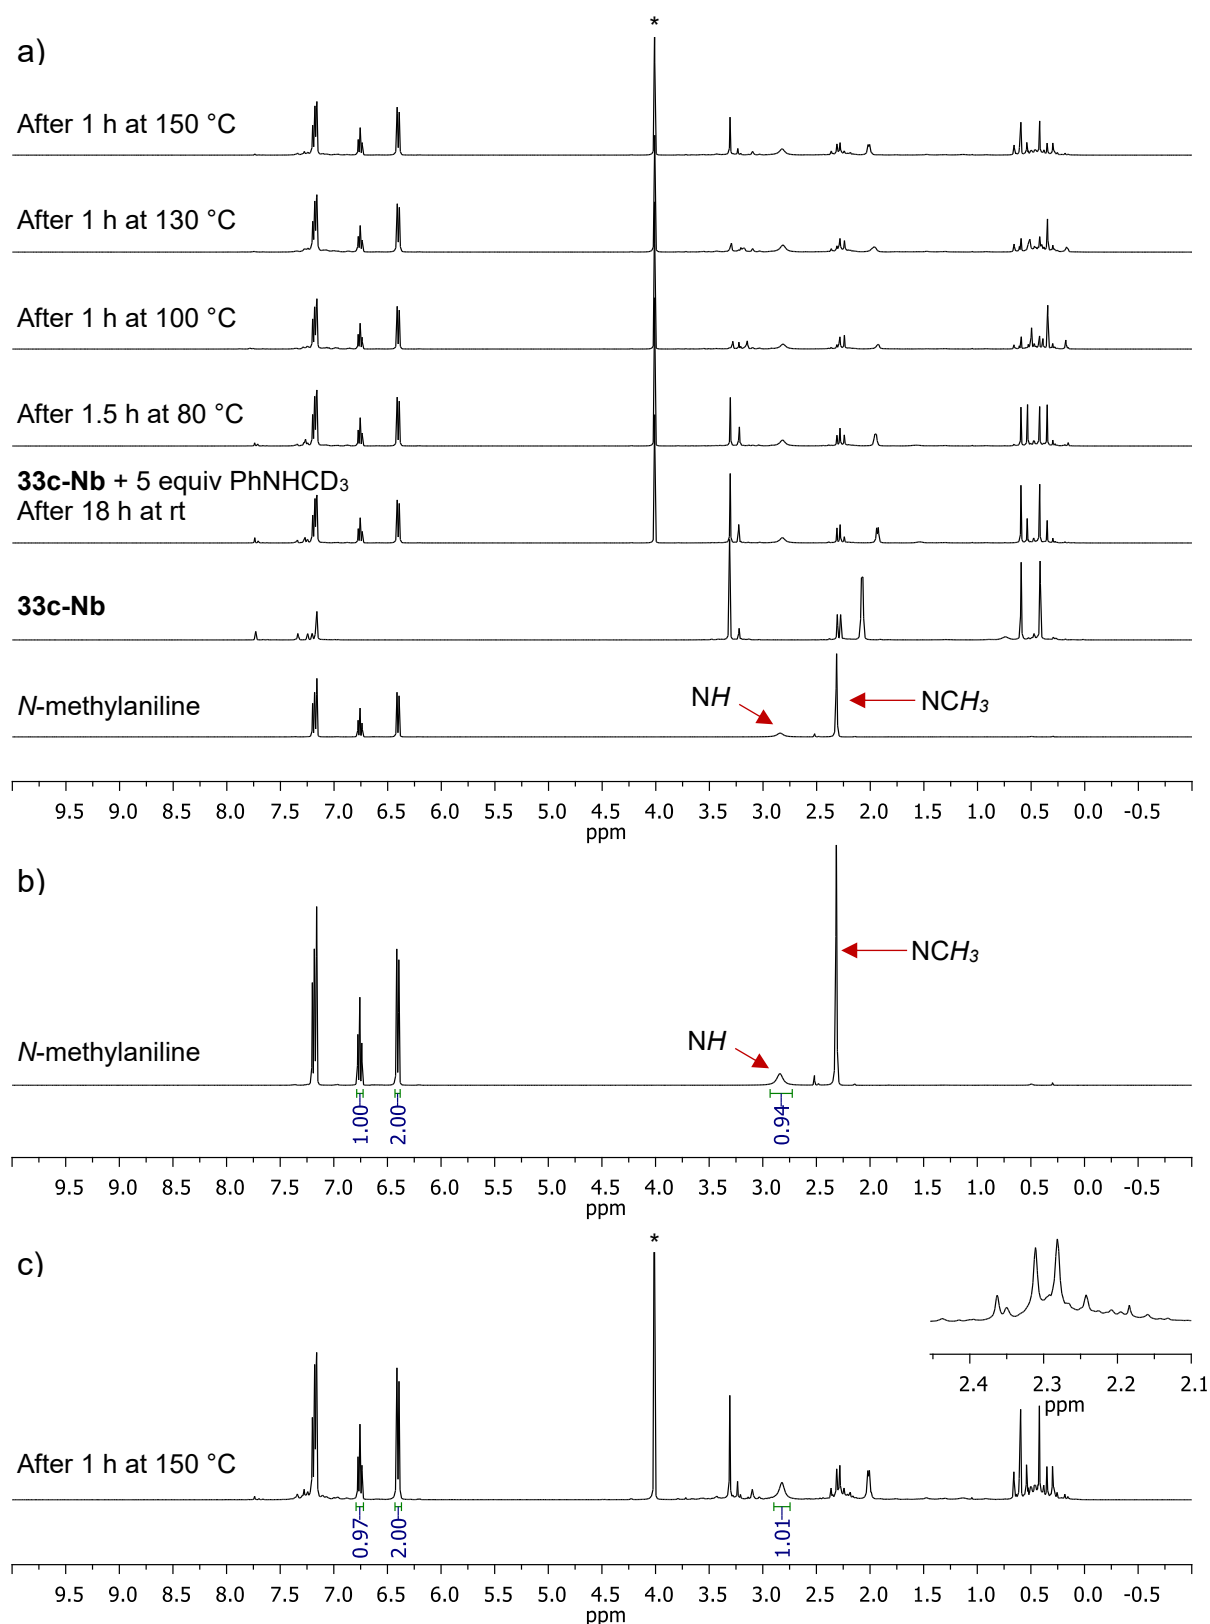 *
a)
After 1 h at 150 °C
After 1 h at 130 °C
After 1 h at 100 °C
After 1.5 h at 80 °C
33c-Nb + 5 equiv PhNHCD3
After 18 h at rt
33c-Nb
N-methylaniline
NH
NCH3
9.5 9.0 8.5 8.0 7.5 7.0 6.5 6.0 5.5 5.0 4.5 4.0 3.5 3.0 2.5 2.0 1.5 1.0 0.5 0.0 -0.5
ppm
b)
NCH3
NH
N-methylaniline
1.00
2.00
0.94
9.5 9.0 8.5 8.0 7.5 7.0 6.5 6.0 5.5 5.0 4.5 4.0 3.5 3.0 2.5 2.0 1.5 1.0 0.5 0.0 -0.5
ppm
*
c)
2.4 2.3 2.2 2.1
ppm
After 1 h at 150 °C
0.97
2.00
1.01
9.5 9.0 8.5 8.0 7.5 7.0 6.5 6.0 5.5 5.0 4.5 4.0 3.5 3.0 2.5 2.0 1.5 1.0 0.5 0.0 -0.5
ppm